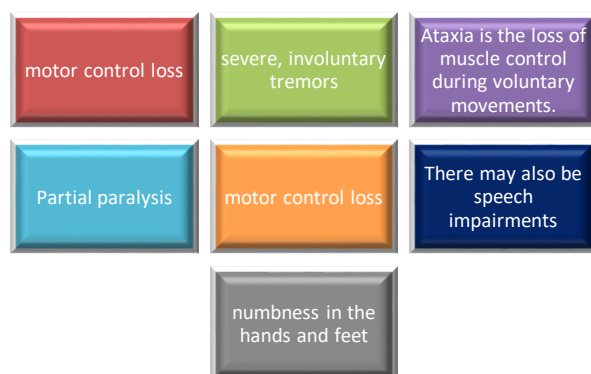 motor control loss
severe, involuntary
tremors
Ataxia is the loss of
muscle control
during voluntary
movements.
Partial paralysis
motor control loss
There may also be
speech
impairments
numbness in the
hands and feet